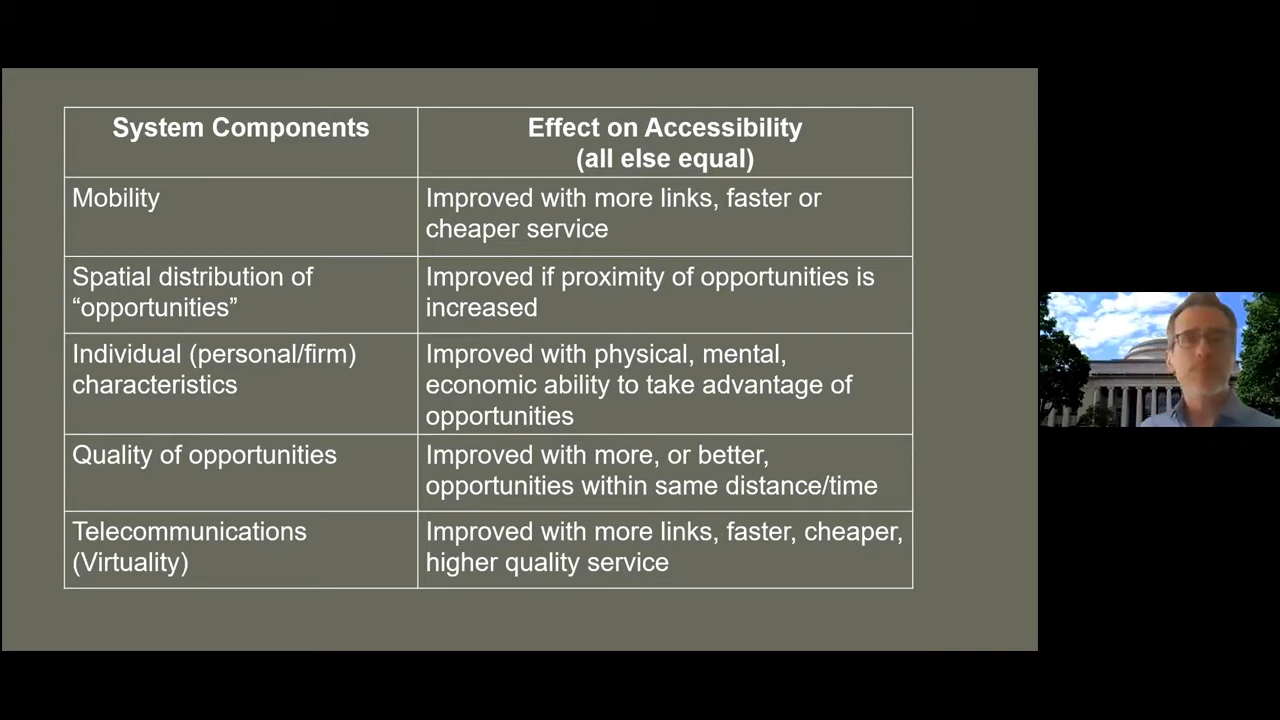 System Components
Effect on Accessibility
(all else equal)
Mobility
Improved with more links, faster or
cheaper service
Spatial distribution of
“opportunities”
Improved if proximity of opportunities is
increased
Individual (personal/firm)
characteristics
Improved with physical, mental,
economic ability to take advantage of
opportunities
Quality of opportunities
Improved with more, or better,
opportunities within same distance/time
Telecommunications
(Virtuality)
Improved with more links, faster, cheaper,
higher quality service